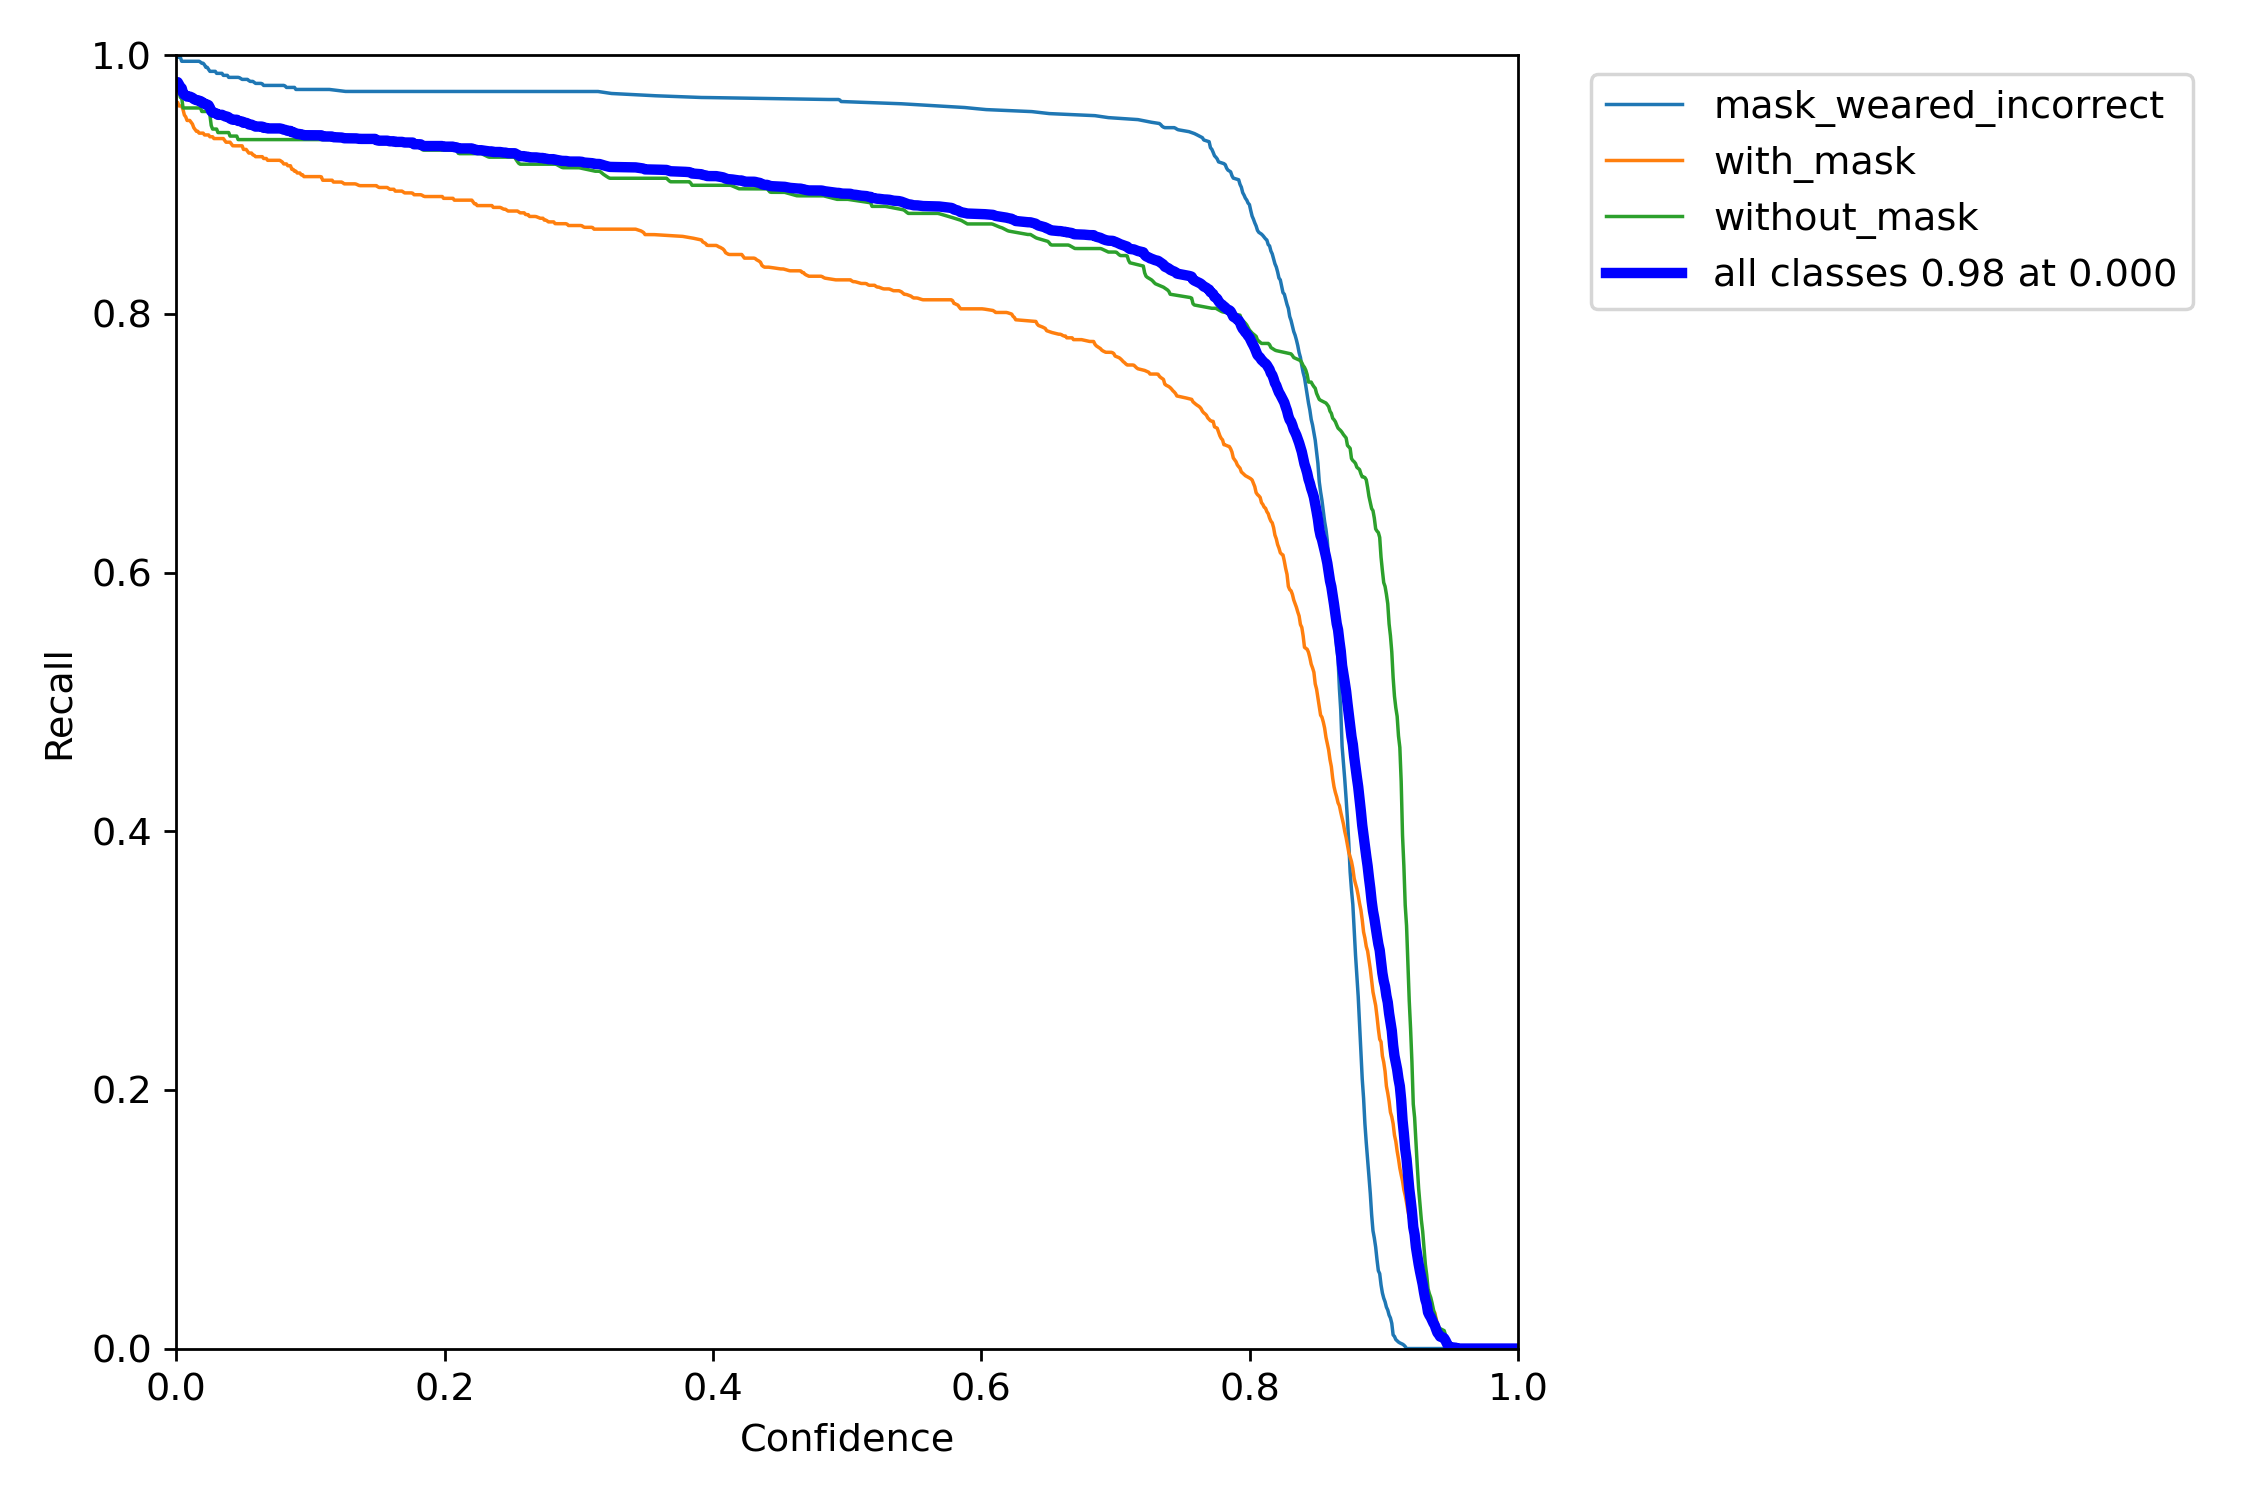 1.0
0.8
0.6
0.4
0.2
0.0
Recall
0.0 0.2 0.4 0.6 0.8 1.0
Confidence
mask_weared_incorrect
with_mask
without_mask
all classes 0.98 at 0.000